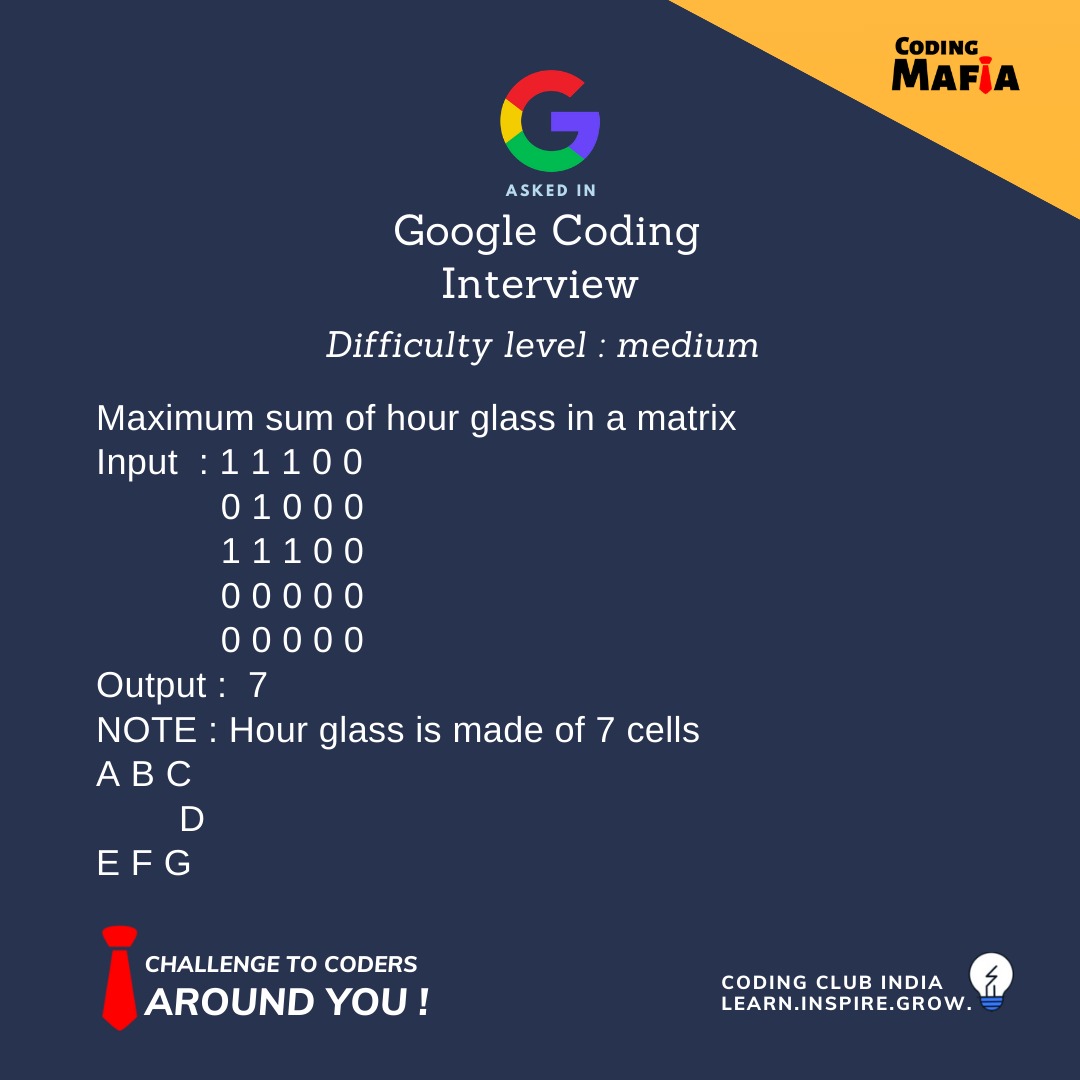 CODING
MAFIA
ASKED IN
Google Coding
Interview
Difficulty level : medium
Maximum sum of hour glass in a matrix
Input : 1 1 1 0 0
0 1 0 0 0
1 1 1 0 0
0 0 0 0 0
0 0 0 0 0
Output : 7
NOTE : Hour glass is made of 7 cells
A B C
D
E F G
CHALLENGE TO CODERS
AROUND YOU !
CODING CLUB INDIA
LEARN.INSPIRE.GROW.